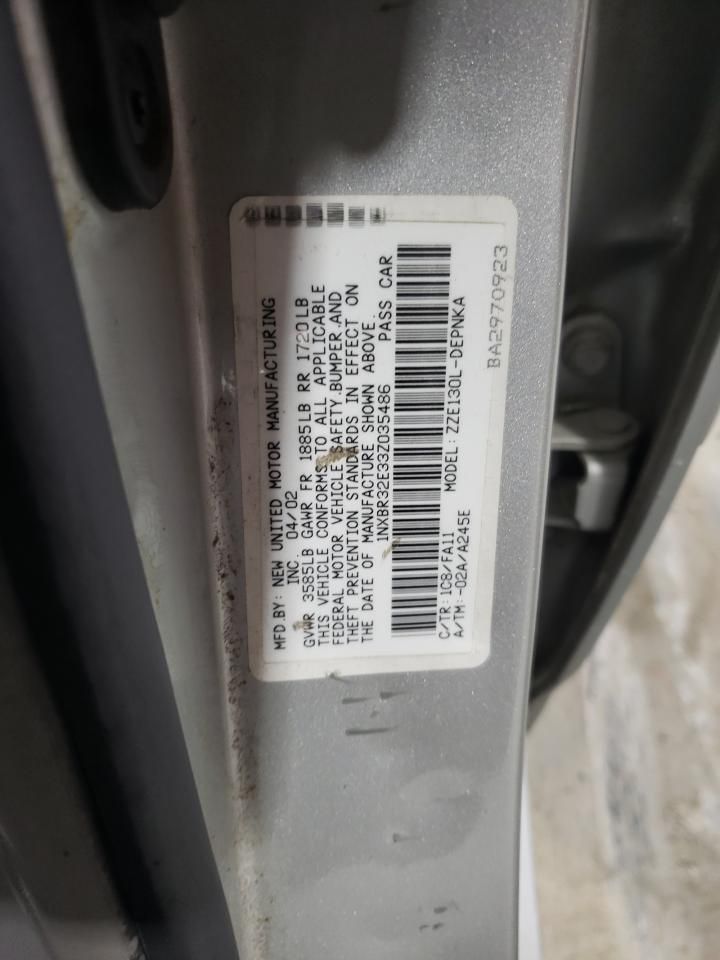 MFD.BY: NEW UNITED MOTOR MANUFACTURING
INC. 04/02
GVWR 3585LB GAWR FR 1885LB RR 1720LB
THIS VEHICLE CONFORMS TO ALL APPLICABLE
FEDERAL MOTOR VEHICLE SAFETY,BUMPER,AND
THEFT PREVENTION STANDARDS IN EFFECT ON
THE DATE OF MANUFACTURE SHOWN ABOVE.
1NXBR32E33Z035486 PASS CAR
C/TR:1C8/FA11 MODEL:ZZE130L-DEPNKA
A/TM:-02A/A245E
BA2970923